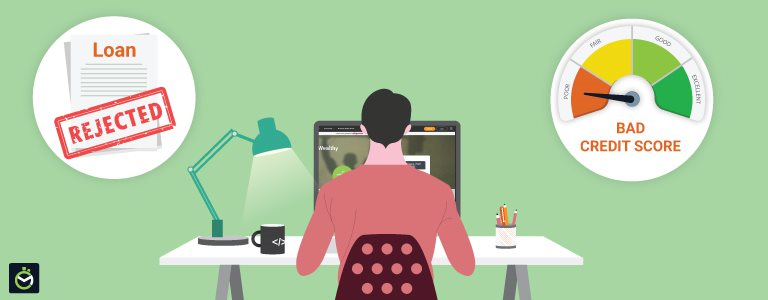 Loan
REJECTED
Wealthy
</>
POOR
FAIR
GOOD
EXCELLENT
BAD
CREDIT SCORE